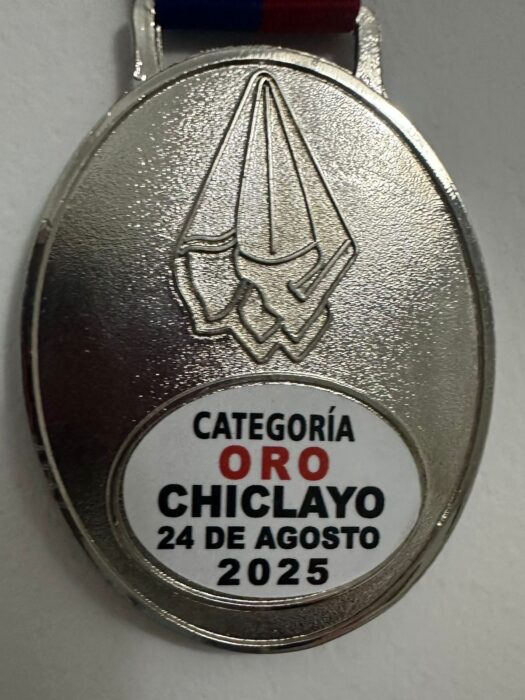 CATEGORÍA
ORO
CHICLAYO
24 DE AGOSTO
2025